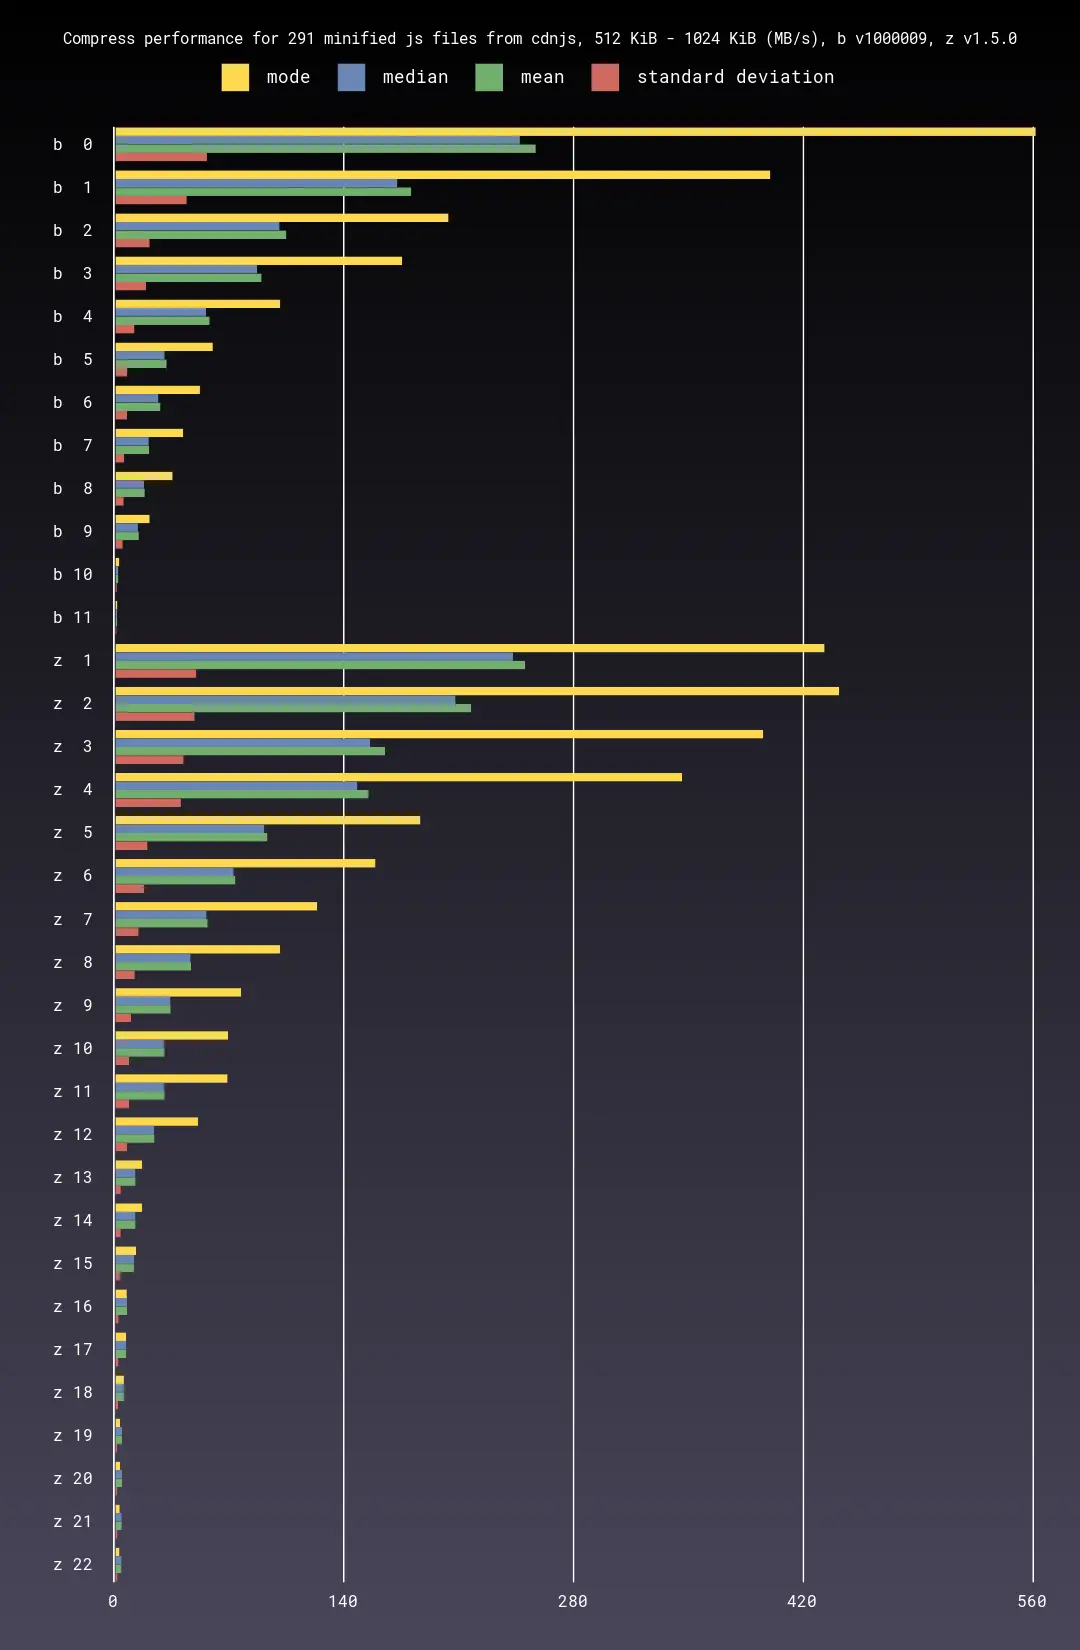 Compress performance for 291 minified js files from cdnjs, 512 KiB - 1024 KiB (MB/s), b v1000009, z v1.5.0
mode median mean standard deviation
b 0
b 1
b 2
b 3
b 4
b 5
b 6
b 7
b 8
b 9
b 10
b 11
z 1
z 2
z 3
z 4
z 5
z 6
z 7
z 8
z 9
z 10
z 11
z 12
z 13
z 14
z 15
z 16
z 17
z 18
z 19
z 20
z 21
z 22
0 140 280 420 560